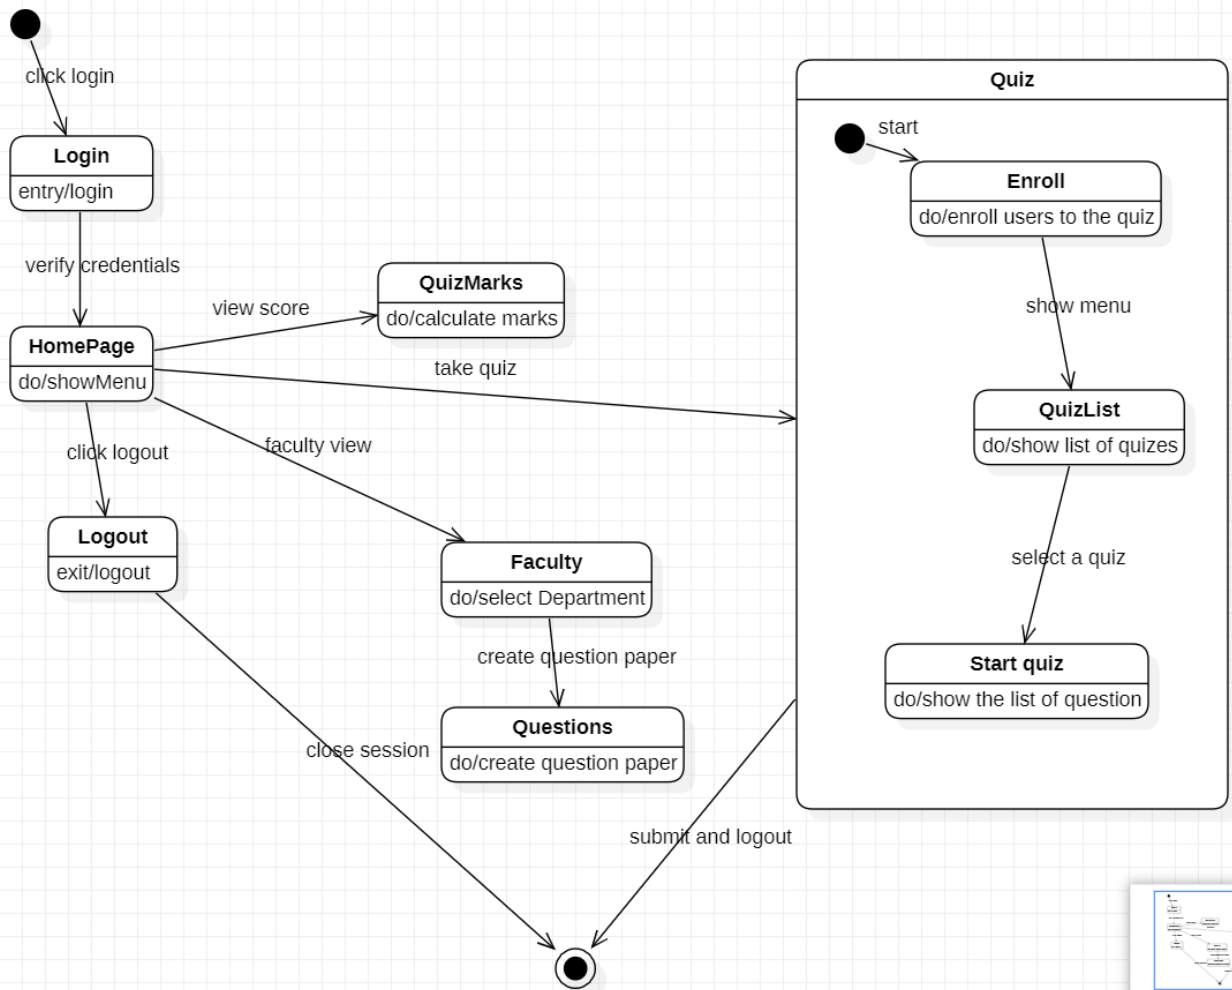 click login
Login
entry/login
verify credentials
HomePage
do/showMenu
view score
QuizMarks
do/calculate marks
take quiz
click logout
faculty view
Logout
exit/logout
Faculty
do/select Department
create question paper
Questions
do/create question paper
close session
submit and logout
Quiz
start
Enroll
do/enroll users to the quiz
show menu
QuizList
do/show list of quizes
select a quiz
Start quiz
do/show the list of question